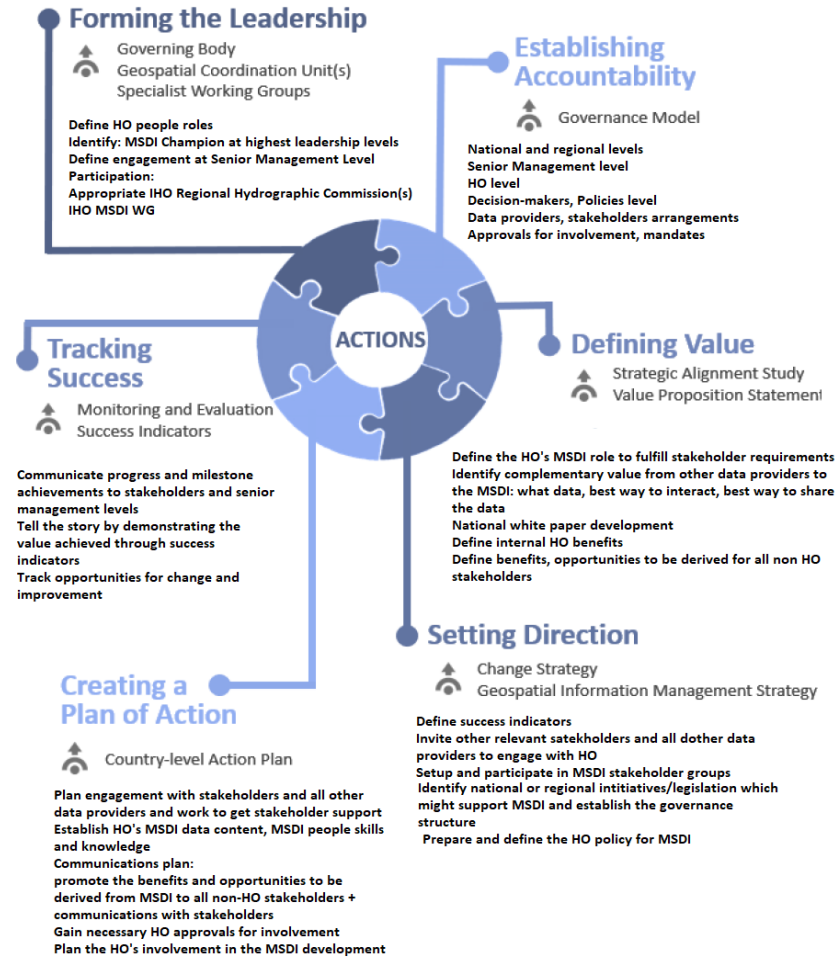 Forming the Leadership
Governing Body
Geospatial Coordination Unit(s)
Specialist Working Groups
Define HO people roles
Identify: MSDI Champion at highest leadership levels
Define engagement at Senior Management Level
Participation:
Appropriate IHO Regional Hydrographic Commission(s)
IHO MSDI WG
Establishing
Accountability
Governance Model
National and regional levels
Senior Management level
HO level
Decision-makers, Policies level
Data providers, stakeholders arrangements
Approvals for involvement, mandates
ACTIONS
Defining Value
Strategic Alignment Study
Value Proposition Statement
Define the HO's MSDI role to fulfill stakeholder requirements
Identify complementary value from other data providers to
the MSDI: what data, best way to interact, best way to share
the data
National white paper development
Define internal HO benefits
Define benefits, opportunities to be derived for all non HO
stakeholders
Tracking
Success
Monitoring and Evaluation
Success Indicators
Communicate progress and milestone
achievements to stakeholders and senior
management levels
Tell the story by demonstrating the
value achieved through success
indicators
Track opportunities for change and
improvement
Setting Direction
Change Strategy
Geospatial Information Management Strategy
Define success indicators
Invite other relevant satekholders and all dother data
providers to engage with HO
Setup and participate in MSDI stakeholder groups
Identify national or regional intitiatives/legislation which
might support MSDI and establish the governance
structure
Prepare and define the HO policy for MSDI
Creating a
Plan of Action
Country-level Action Plan
Plan engagement with stakeholders and all other
data providers and work to get stakeholder support
Establish HO's MSDI data content, MSDI people skills
and knowledge
Communications plan:
promote the benefits and opportunities to be
derived from MSDI to all non-HO stakeholders +
communications with stakeholders
Gain necessary HO approvals for involvement
Plan the HO's involvement in the MSDI development